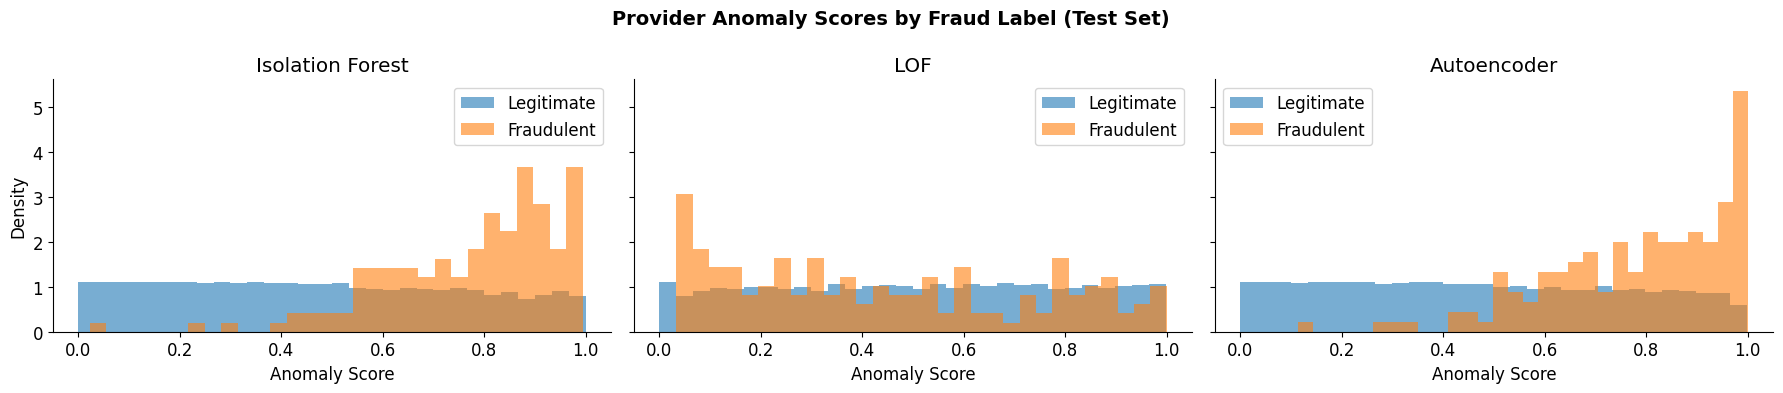 Provider Anomaly Scores by Fraud Label (Test Set)
Isolation Forest
LOF
Autoencoder
Legitimate
Fraudulent
Legitimate
Fraudulent
Legitimate
Fraudulent
Density
5
4
3
2
1
0
0.0 0.2 0.4 0.6 0.8 1.0
0.0 0.2 0.4 0.6 0.8 1.0
0.0 0.2 0.4 0.6 0.8 1.0
Anomaly Score
Anomaly Score
Anomaly Score